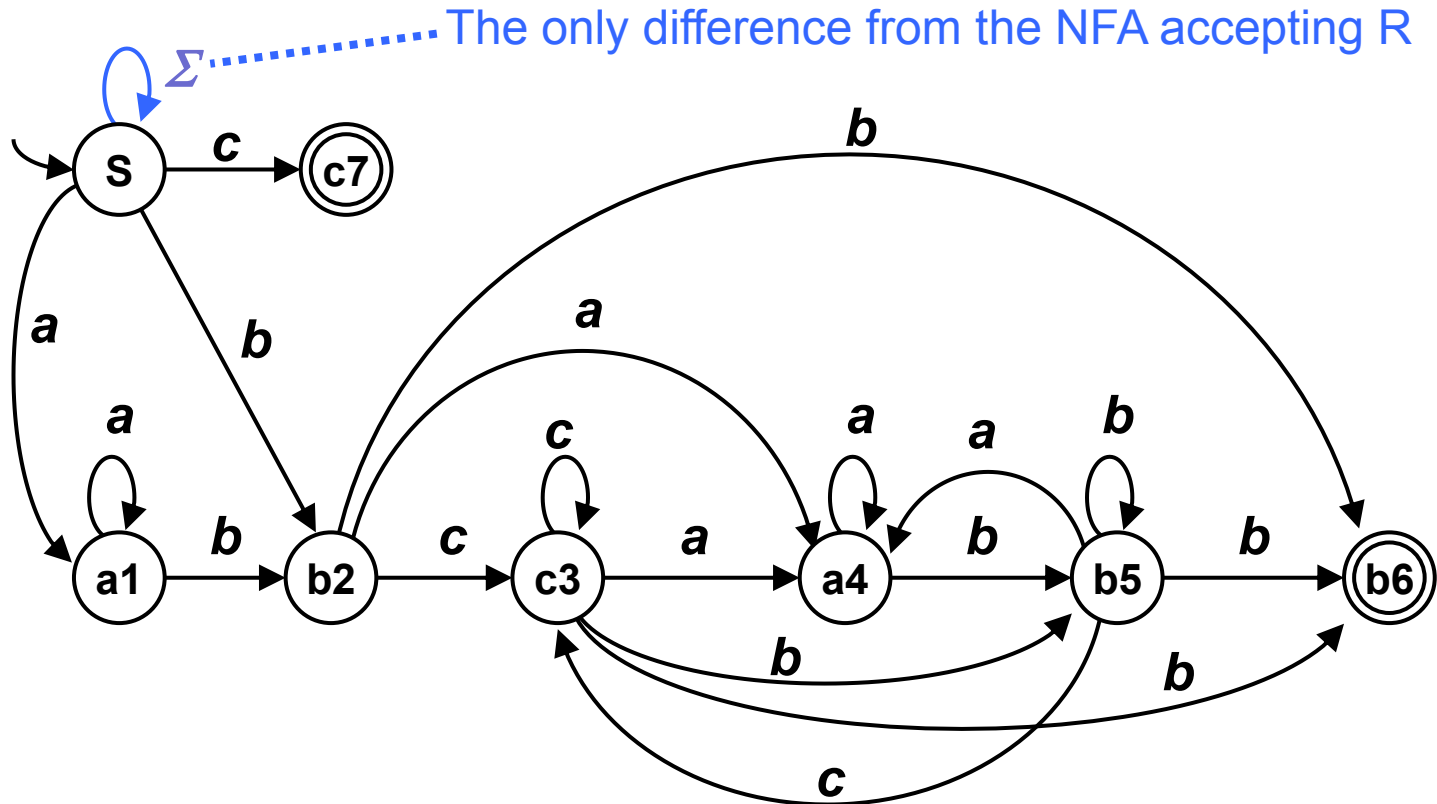 The only difference from the NFA accepting R
Σ
b
S
c
c7
a
b
a
a
c
a
a
b
b
c
a
b
b
a1
b2
c3
a4
b5
b6
b
b
c